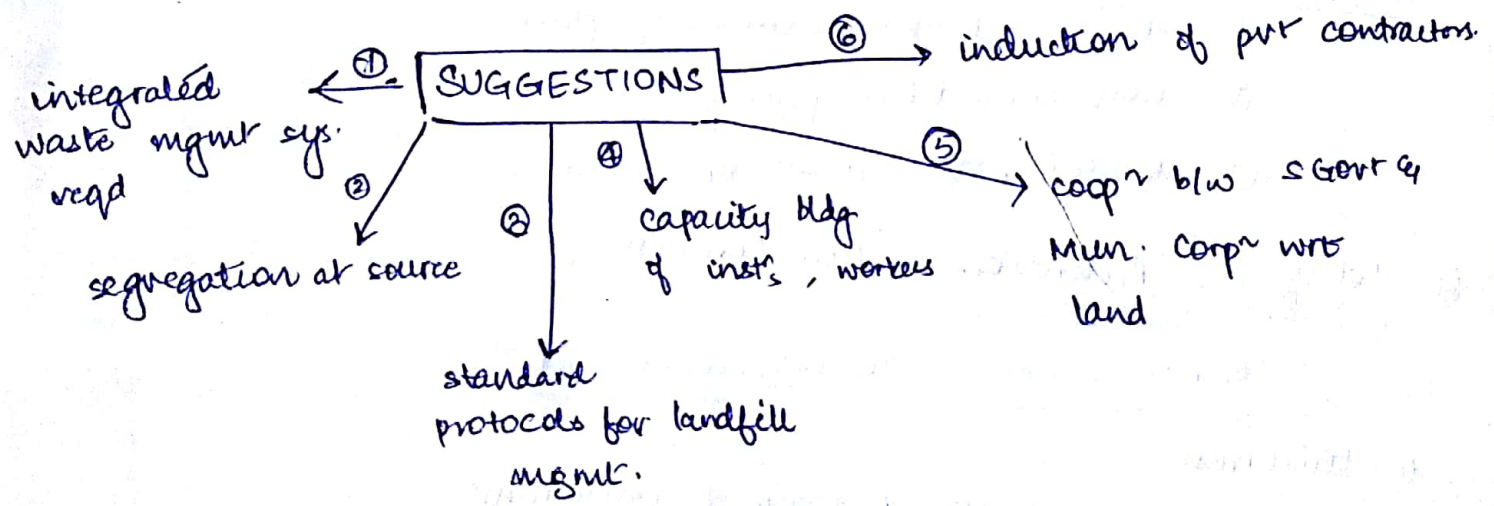 SUGGESTIONS
①
integrated
waste mgmt sys.
reqd
②
segregation at source
③
standard
protocols for landfill
mgmt.
④
capacity bldg
of inst's, workers
⑤
coopⁿ b/w S Govt &
Mun. Corpⁿ wrt
land
⑥
induction of pvt contractors.